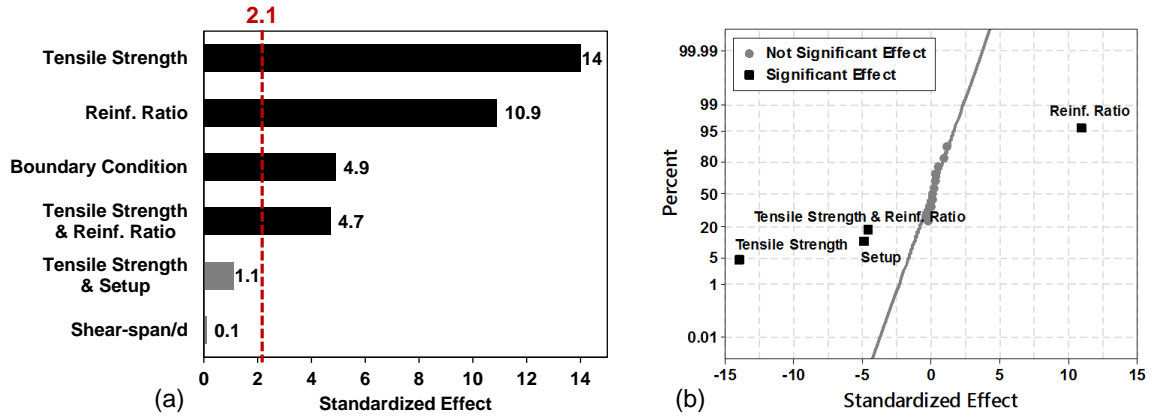 2.1
Tensile Strength
14
Reinf. Ratio
10.9
Boundary Condition
4.9
Tensile Strength
& Reinf. Ratio
4.7
Tensile Strength
& Setup
1.1
Shear-span/d
0.1
0 2 4 6 8 10 12 14
Standardized Effect
(a)
Percent
99.99
99
95
80
50
20
5
1
0.01
Not Significant Effect
Significant Effect
Reinf. Ratio
Tensile Strength & Reinf. Ratio
Tensile Strength
Setup
-15 -10 -5 0 5 10 15
Standardized Effect
(b)